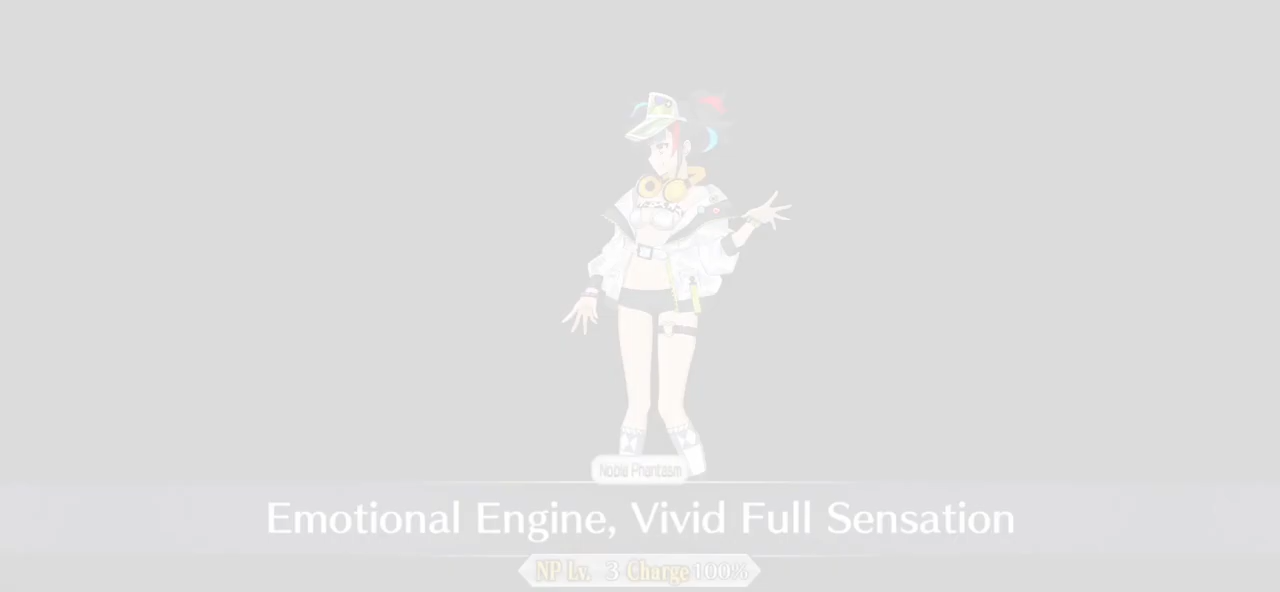 Noble Phantasm
Emotional Engine, Vivid Full Sensation
NP Lv. 3 Charge 100%